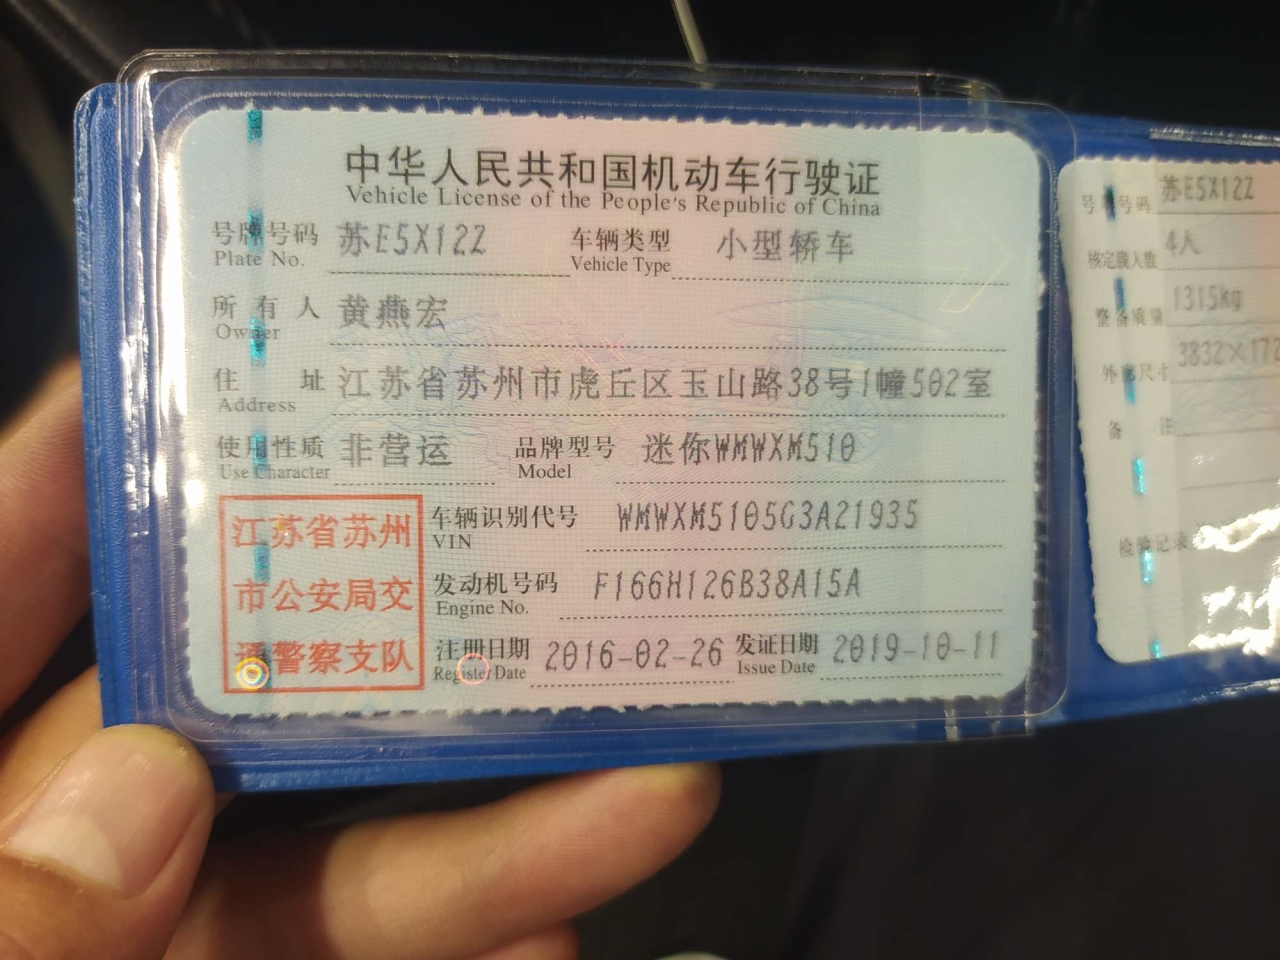 中华人民共和国机动车行驶证
Vehicle License of the People's Republic of China
号牌号码 苏E5X12Z 车辆类型 小型轿车
Plate No. Vehicle Type
所有人 黄燕宏
Owner
住址 江苏省苏州市虎丘区玉山路38号1幢502室
Address
使用性质 非营运 品牌型号 迷你WMWXM510
Use Character Model
江苏省苏州
市公安局交
通警察支队
车辆识别代号 WMWXM5105G3A21935
VIN
发动机号码 F166H126B38A15A
Engine No.
注册日期 2016-02-26 发证日期 2019-10-11
Register Date Issue Date
号牌号码 苏E5X12Z
核定载人数 4人
整备质量 1315kg
外廓尺寸 3832×172
备注
检验记录